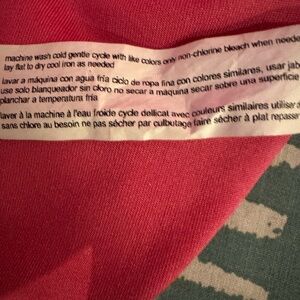 machine wash cold gentle cycle with like colors only non-chlorine bleach when neede
lay flat to dry cool iron as needed
lavar a máquina con agua fría ciclo de ropa fina con colores similares, usar jab
use solo blanqueador sin cloro no secar a máquina secar sobre una superficie
planchar a temperatura fría
laver à la machine à l'eau froide cycle dellicat avec couleurs similaires utiliser
sans chlore au besoin ne pas sécher par culbutage faire sécher à plat repasser